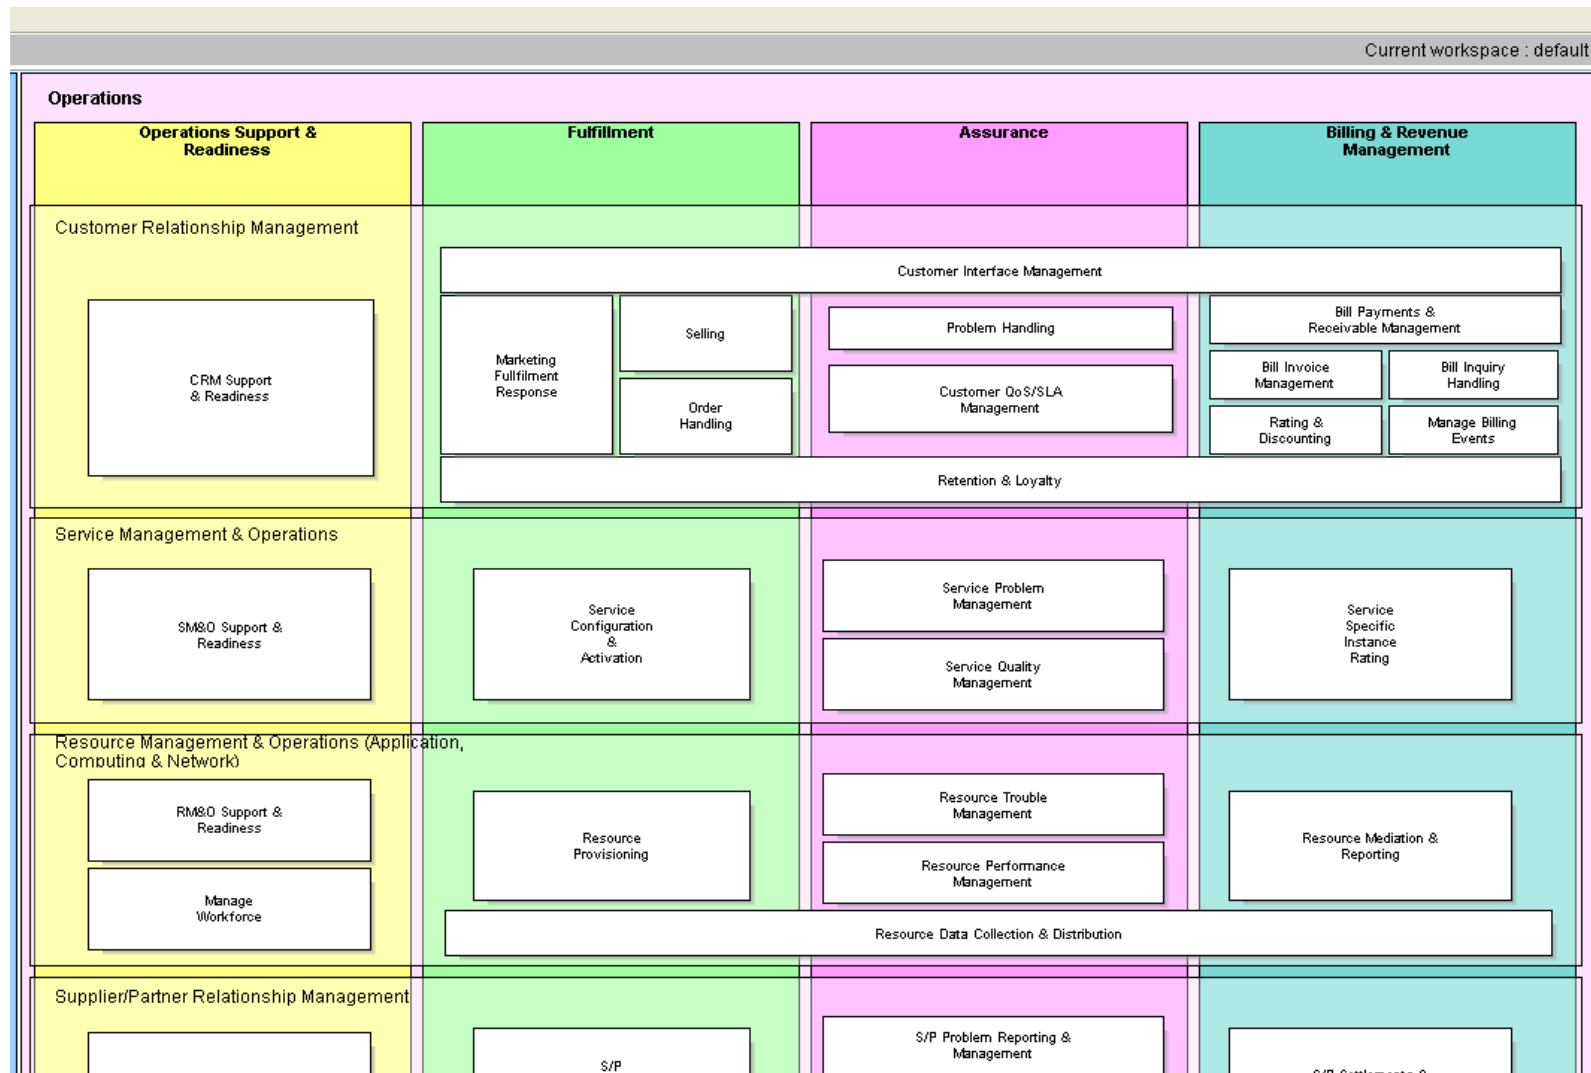 Current workspace : default
Operations
Operations Support &
Readiness
Fulfillment
Assurance
Billing & Revenue
Management
Customer Relationship Management
Customer Interface Management
CRM Support
& Readiness
Marketing
Fullfilment
Response
Selling
Order
Handling
Problem Handling
Customer QoS/SLA
Management
Bill Payments &
Receivable Management
Bill Invoice
Management
Bill Inquiry
Handling
Rating &
Discounting
Manage Billing
Events
Retention & Loyalty
Service Management & Operations
SM&O Support &
Readiness
Service
Configuration
&
Activation
Service Problem
Management
Service Quality
Management
Service
Specific
Instance
Rating
Resource Management & Operations (Application,
Computing & Network)
RM&O Support &
Readiness
Manage
Workforce
Resource
Provisioning
Resource Trouble
Management
Resource Performance
Management
Resource Mediation &
Reporting
Resource Data Collection & Distribution
Supplier/Partner Relationship Management
S/P
S/P Problem Reporting &
Management
S/P Settlements &